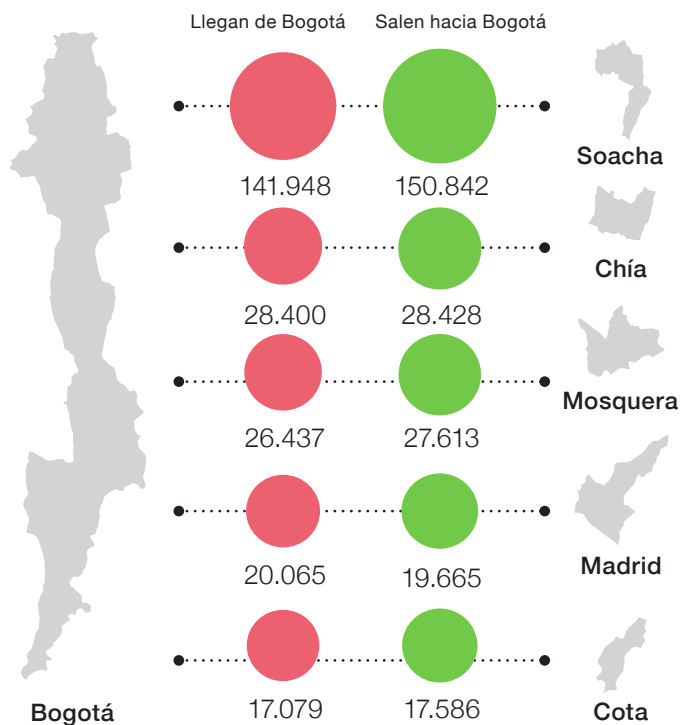 Llegan de Bogotá Salen hacia Bogotá
Soacha
141.948 150.842
Chía
28.400 28.428
Mosquera
26.437 27.613
Madrid
20.065 19.665
Bogotá 17.079 17.586 Cota